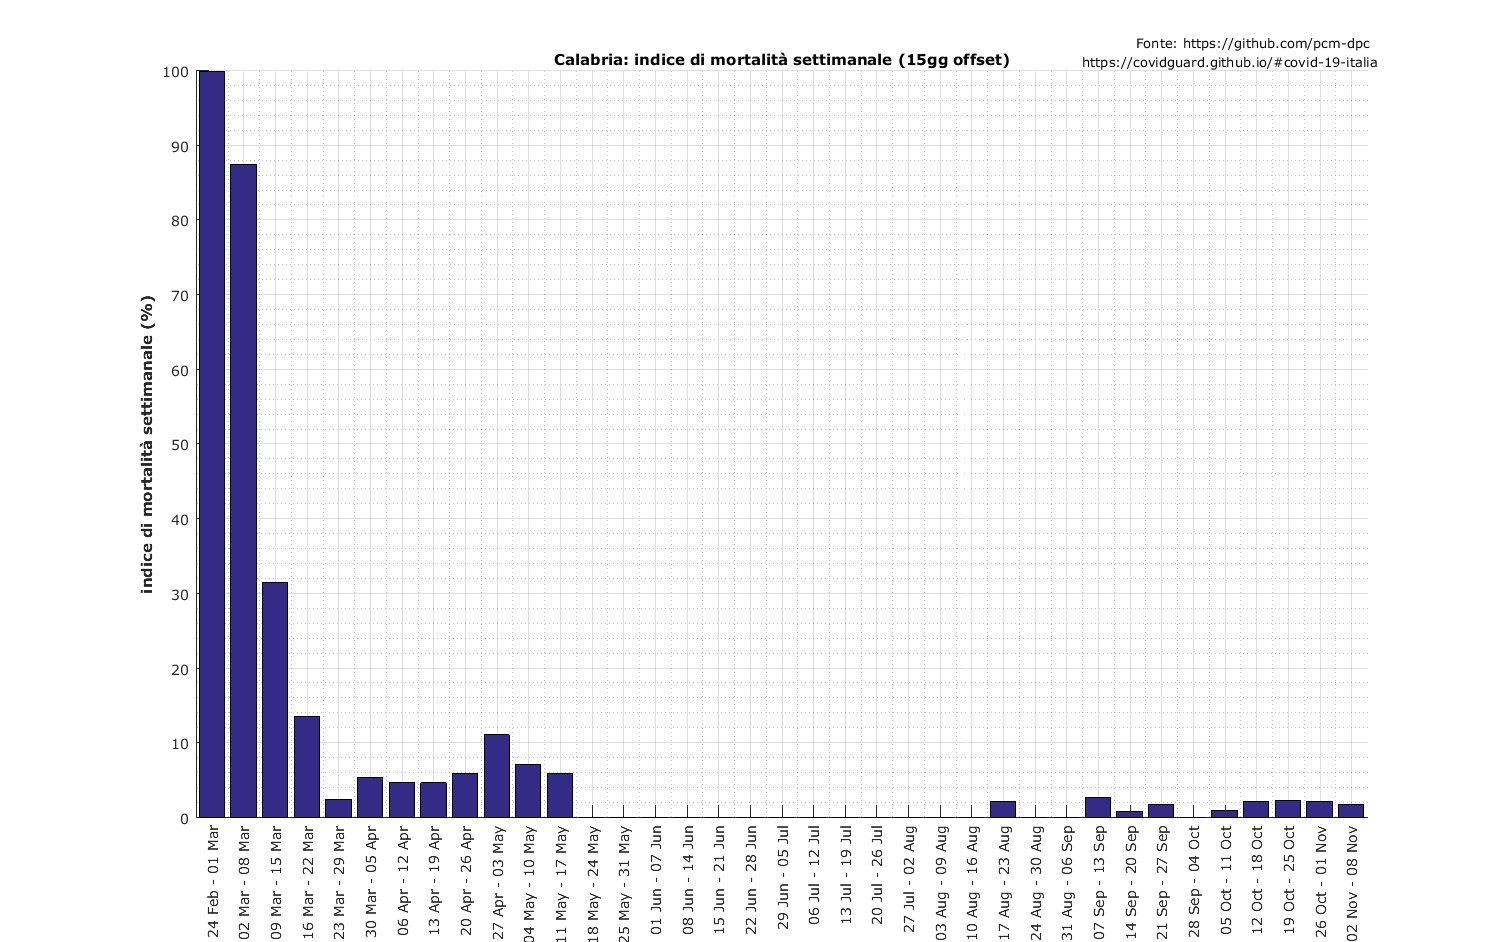 Fonte: https://github.com/pcm-dpc
Calabria: indice di mortalità settimanale (15gg offset)
https://covidguard.github.io/#covid-19-italia
indice di mortalità settimanale (%)
100
90
80
70
60
50
40
30
20
10
0
24 Feb - 01 Mar
02 Mar - 08 Mar
09 Mar - 15 Mar
16 Mar - 22 Mar
23 Mar - 29 Mar
30 Mar - 05 Apr
06 Apr - 12 Apr
13 Apr - 19 Apr
20 Apr - 26 Apr
27 Apr - 03 May
04 May - 10 May
11 May - 17 May
18 May - 24 May
25 May - 31 May
01 Jun - 07 Jun
08 Jun - 14 Jun
15 Jun - 21 Jun
22 Jun - 28 Jun
29 Jun - 05 Jul
06 Jul - 12 Jul
13 Jul - 19 Jul
20 Jul - 26 Jul
27 Jul - 02 Aug
03 Aug - 09 Aug
10 Aug - 16 Aug
17 Aug - 23 Aug
24 Aug - 30 Aug
31 Aug - 06 Sep
07 Sep - 13 Sep
14 Sep - 20 Sep
21 Sep - 27 Sep
28 Sep - 04 Oct
05 Oct - 11 Oct
12 Oct - 18 Oct
19 Oct - 25 Oct
26 Oct - 01 Nov
02 Nov - 08 Nov